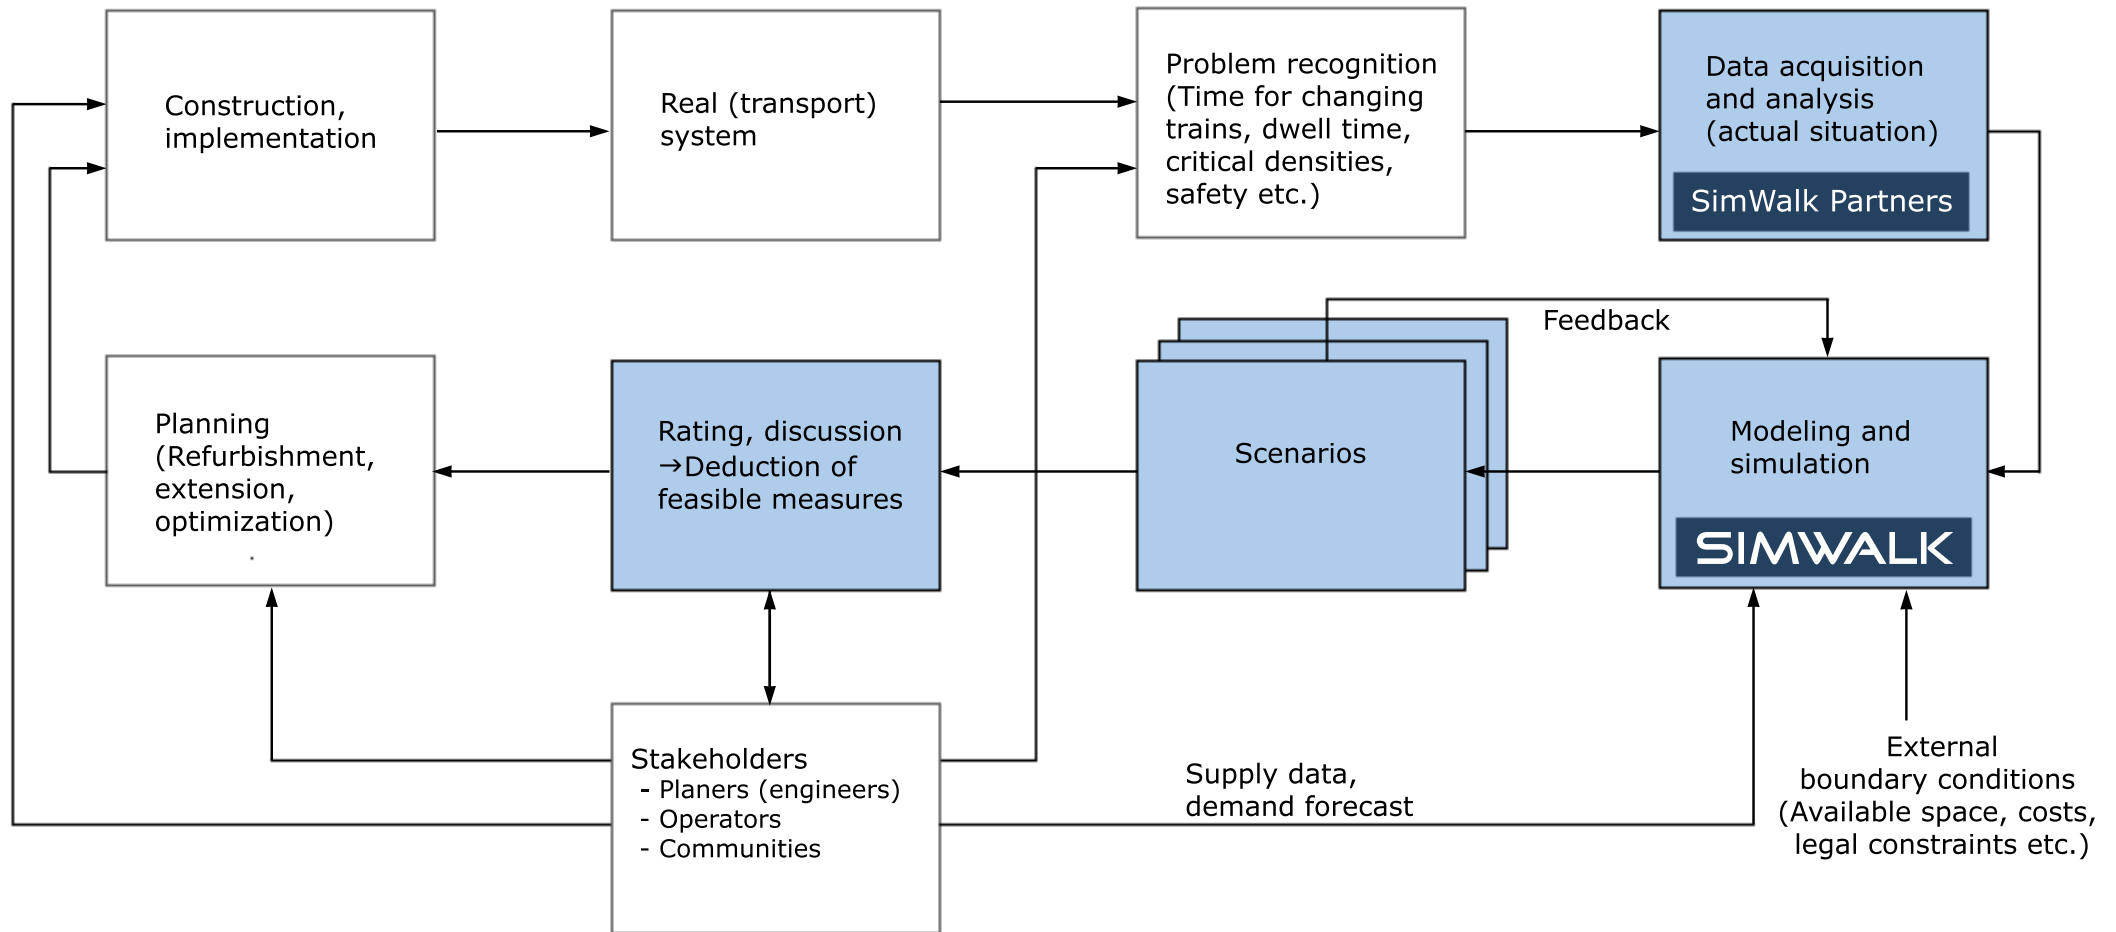 Construction,
implementation
Real (transport)
system
Problem recognition
(Time for changing
trains, dwell time,
critical densities,
safety etc.)
Data acquisition
and analysis
(actual situation)
SimWalk Partners
Planning
(Refurbishment,
extension,
optimization)
.
Rating, discussion
→Deduction of
feasible measures
Scenarios
Feedback
Modeling and
simulation
SIMWALK
Stakeholders
- Planers (engineers)
- Operators
- Communities
Supply data,
demand forecast
External
boundary conditions
(Available space, costs,
legal constraints etc.)